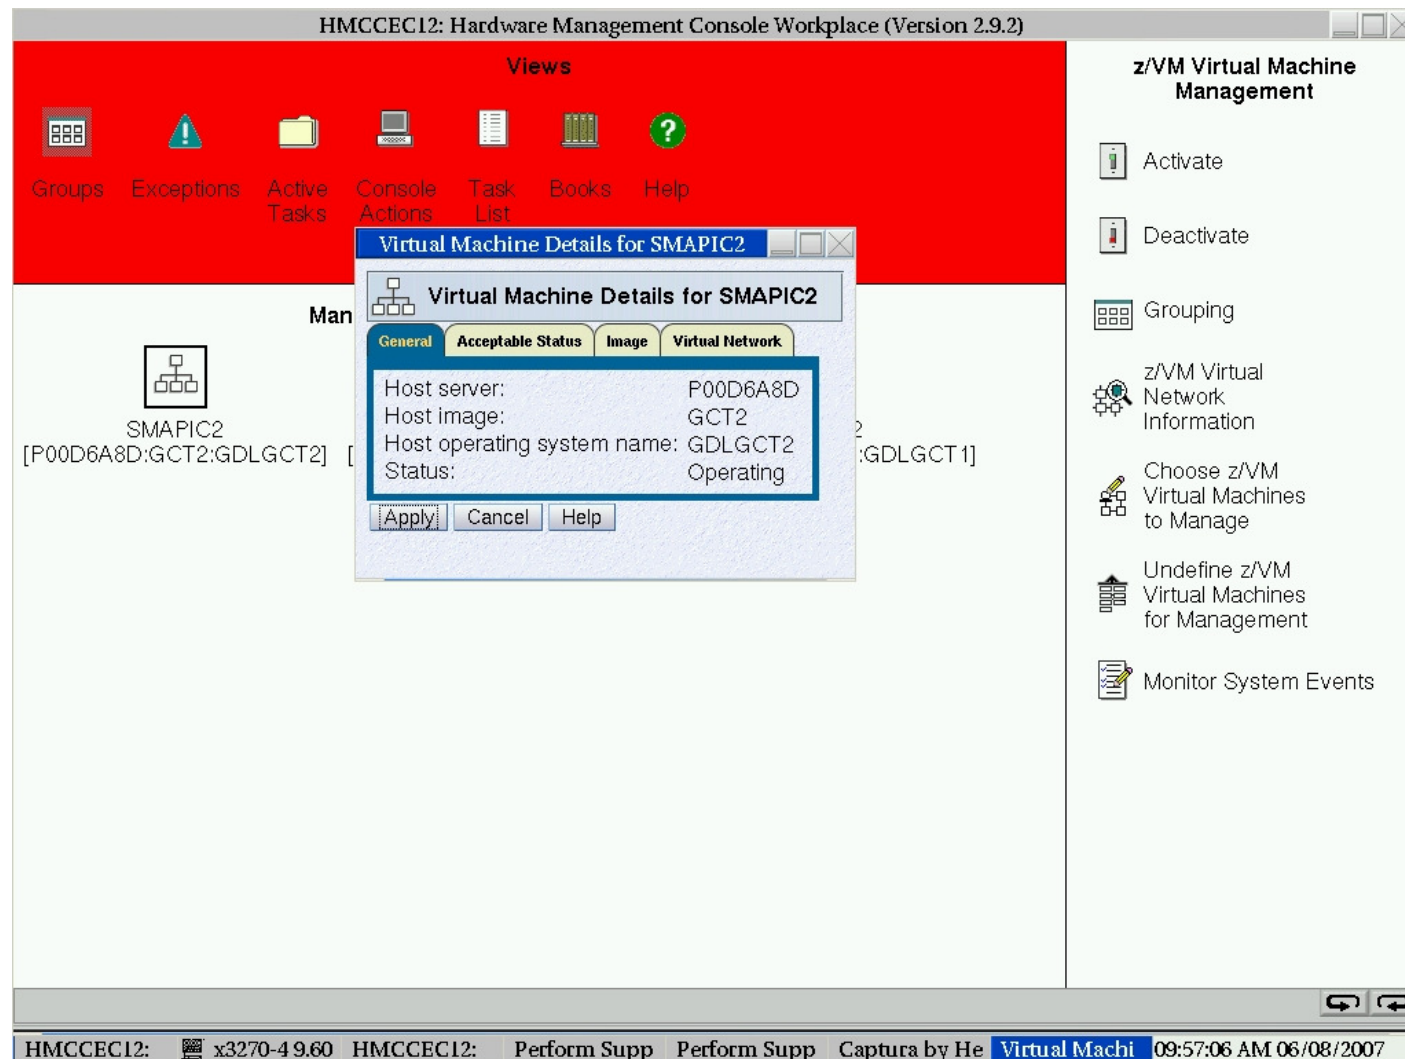 HMCCEC12: Hardware Management Console Workplace (Version 2.9.2)
Views
Groups
Exceptions
Active
Tasks
Console
Actions
Task
List
Books
Help
Man
SMAPIC2
[P00D6A8D:GCT2:GDLGCT2]
[
2
:GDLGCT1]
Virtual Machine Details for SMAPIC2
Virtual Machine Details for SMAPIC2
General Acceptable Status Image Virtual Network
Host server: P00D6A8D
Host image: GCT2
Host operating system name: GDLGCT2
Status: Operating
Apply Cancel Help
z/VM Virtual Machine
Management
Activate
Deactivate
Grouping
z/VM Virtual
Network
Information
Choose z/VM
Virtual Machines
to Manage
Undefine z/VM
Virtual Machines
for Management
Monitor System Events
HMCCEC12: x3270-4 9.60 HMCCEC12: Perform Supp Perform Supp Captura by He Virtual Machi 09:57:06 AM 06/08/2007